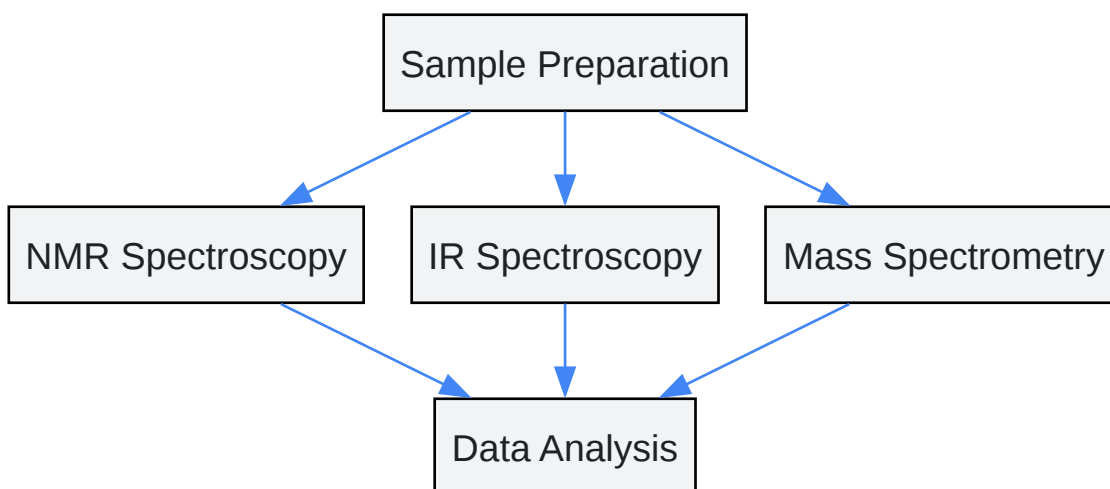 Sample Preparation
NMR Spectroscopy
IR Spectroscopy
Mass Spectrometry
Data Analysis